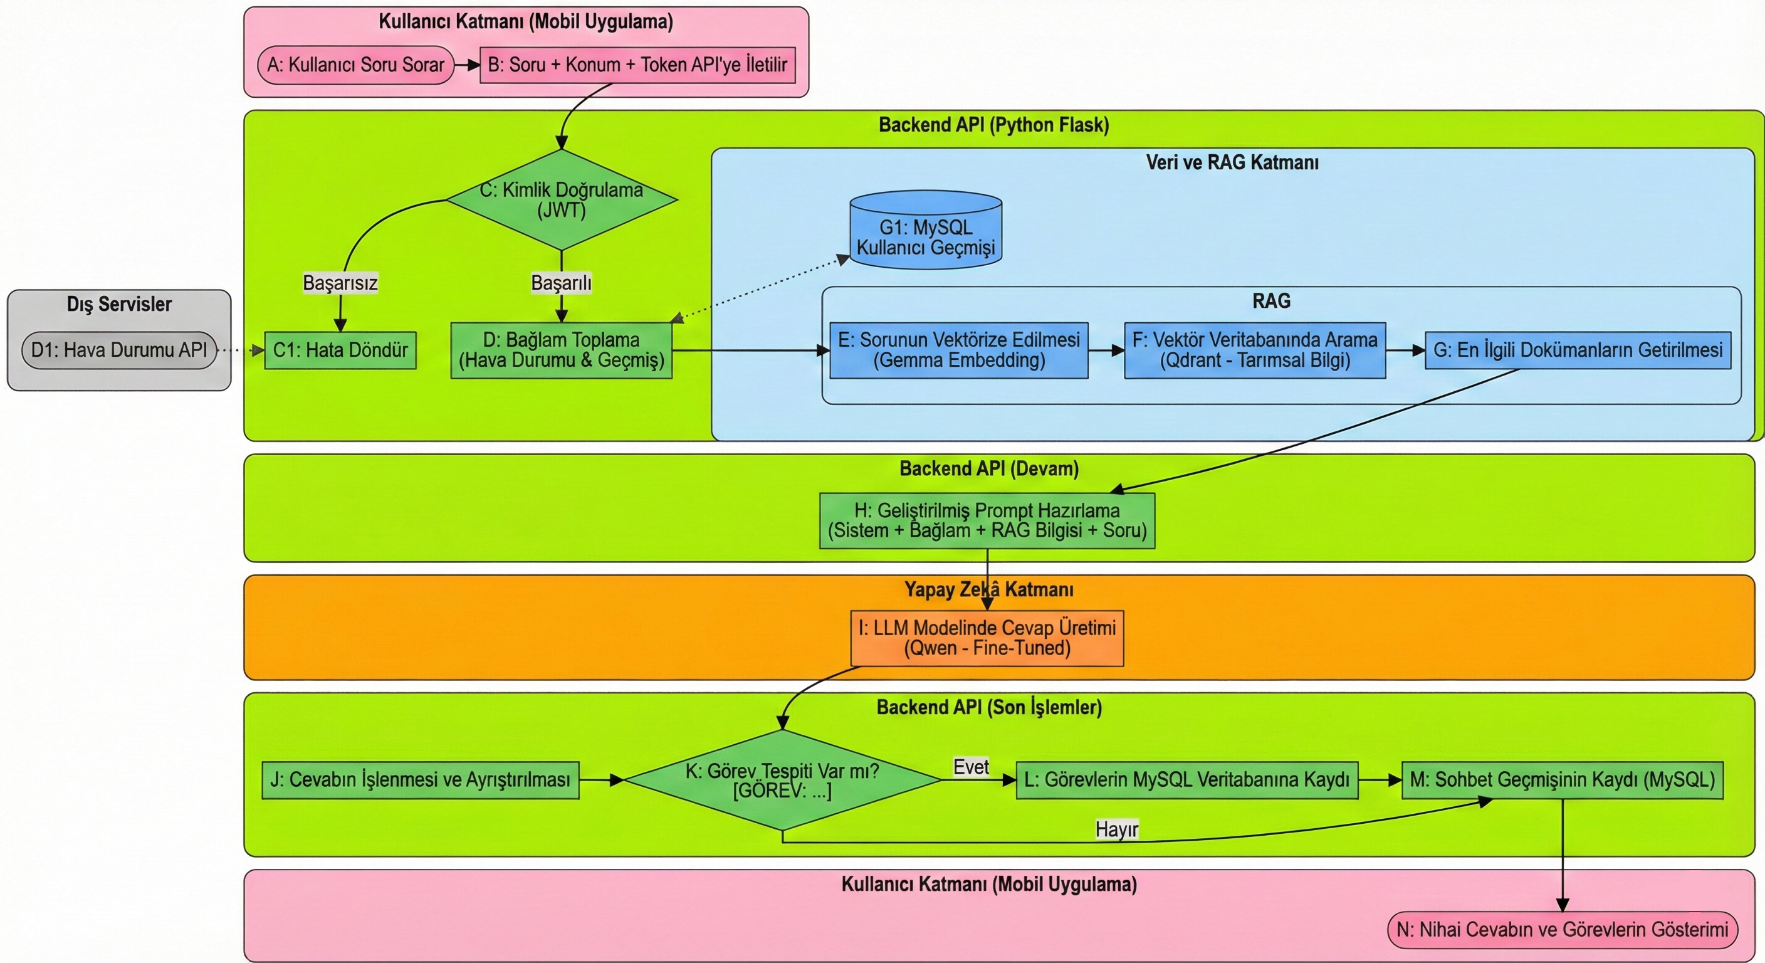 Kullanıcı Katmanı (Mobil Uygulama)
A: Kullanıcı Soru Sorar
B: Soru + Konum + Token API'ye İletilir
Backend API (Python Flask)
Veri ve RAG Katmanı
C: Kimlik Doğrulama
(JWT)
G1: MySQL
Kullanıcı Geçmişi
Başarısız
Başarılı
Dış Servisler
D1: Hava Durumu API
C1: Hata Döndür
D: Bağlam Toplama
(Hava Durumu & Geçmiş)
RAG
E: Sorunun Vektörize Edilmesi
(Gemma Embedding)
F: Vektör Veritabanında Arama
(Qdrant - Tarımsal Bilgi)
G: En İlgili Dokümanların Getirilmesi
Backend API (Devam)
H: Geliştirilmiş Prompt Hazırlama
(Sistem + Bağlam + RAG Bilgisi + Soru)
Yapay Zekâ Katmanı
I: LLM Modelinde Cevap Üretimi
(Qwen - Fine-Tuned)
Backend API (Son İşlemler)
J: Cevabın İşlenmesi ve Ayrıştırılması
K: Görev Tespiti Var mı?
[GÖREV: ...]
Evet
L: Görevlerin MySQL Veritabanına Kaydı
M: Sohbet Geçmişinin Kaydı (MySQL)
Hayır
Kullanıcı Katmanı (Mobil Uygulama)
N: Nihai Cevabın ve Görevlerin Gösterimi